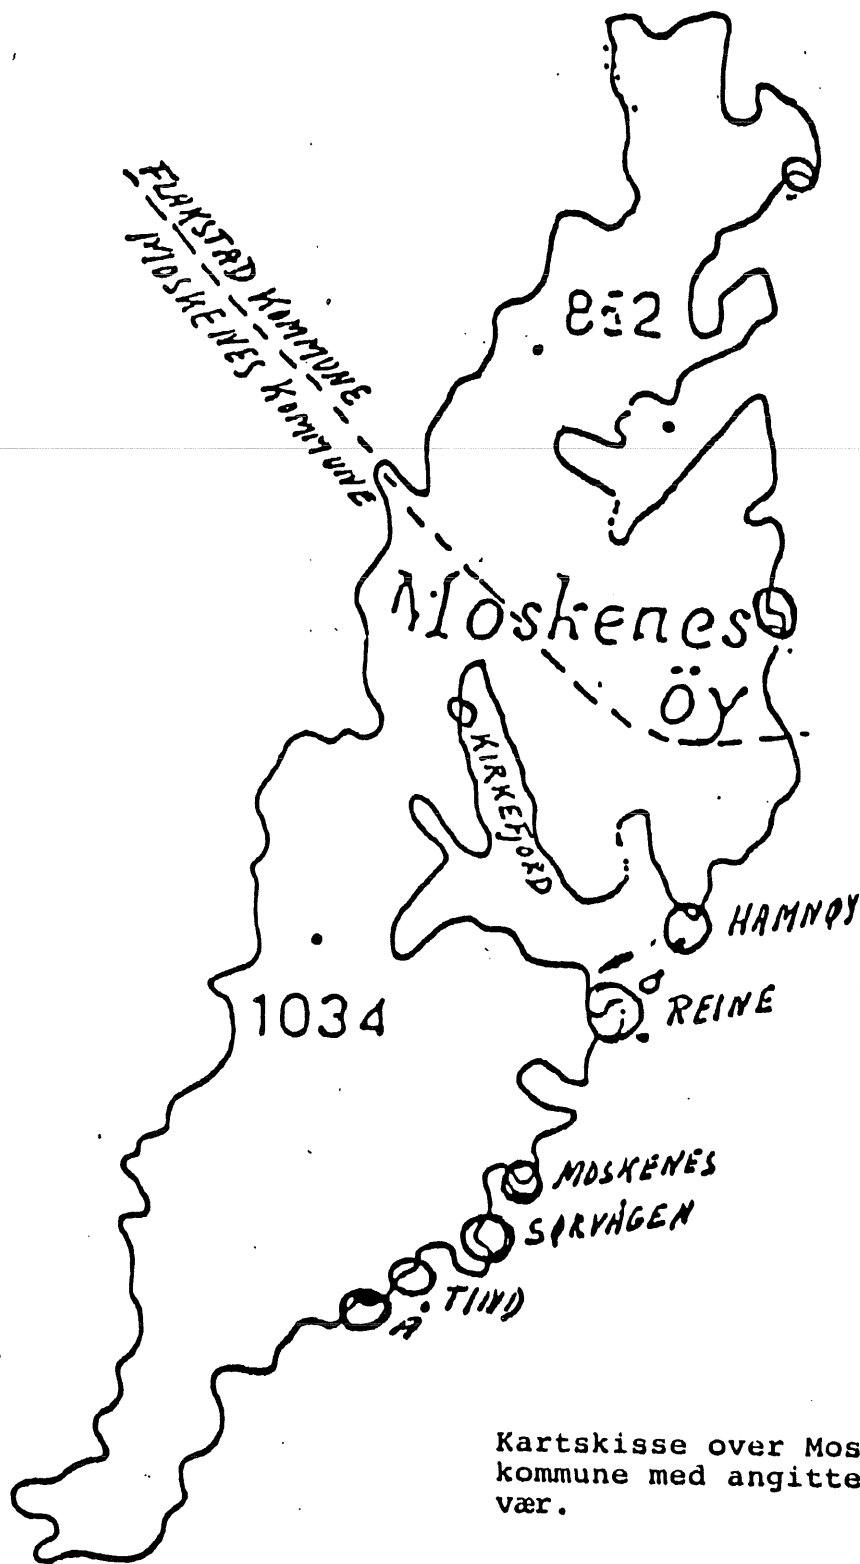 FLAKSTAD KOMMUNE
MOSKENES KOMMUNE
852
Moskenes
öy
KIRKEFJORD
HAMNØY
REINE
1034
MOSKENES
SØRVÅGEN
TIND
Å
Kartskisse over Mos
kommune med angitte
vær.